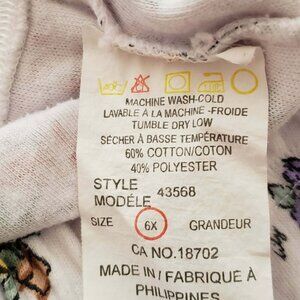 MACHINE WASH-COLD
LAVABLE À LA MACHINE-FROIDE
TUMBLE DRY LOW
SÉCHER À BASSE TEMPÉRATURE
60% COTTON/COTON
40% POLYESTER
STYLE
MODÉLE 43568
SIZE 6X GRANDEUR
CA NO.18702
MADE IN / FABRIQUE À
PHILIPPINES